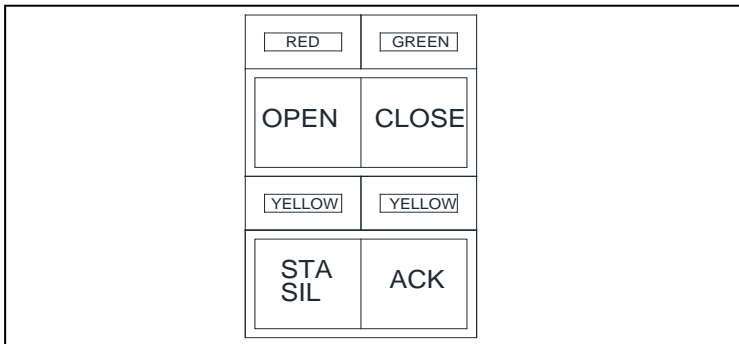 RED GREEN
OPEN CLOSE
YELLOW YELLOW
STA
SIL
ACK